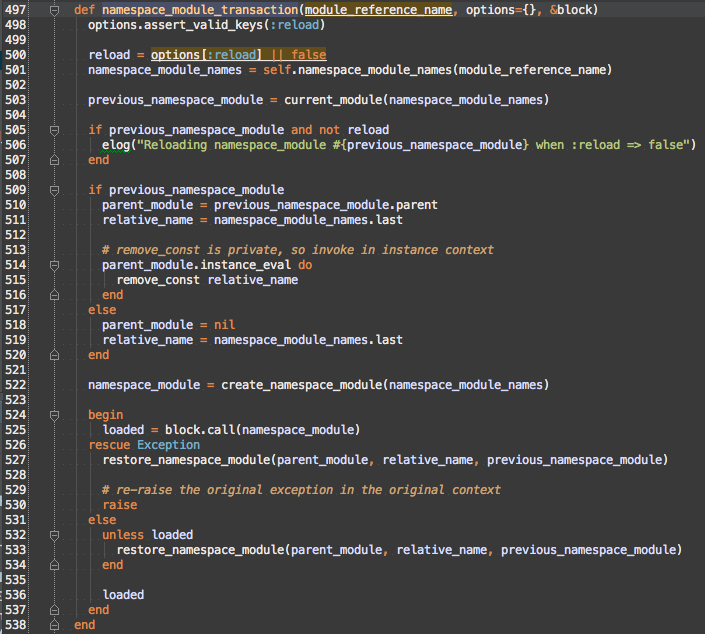 497 def namespace_module_transaction(module_reference_name, options={}, &block)
498 options.assert_valid_keys(:reload)
499
500 reload = options[:reload] || false
501 namespace_module_names = self.namespace_module_names(module_reference_name)
502
503 previous_namespace_module = current_module(namespace_module_names)
504
505 if previous_namespace_module and not reload
506 elog("Reloading namespace_module #{previous_namespace_module} when :reload => false")
507 end
508
509 if previous_namespace_module
510 parent_module = previous_namespace_module.parent
511 relative_name = namespace_module_names.last
512
513 # remove_const is private, so invoke in instance context
514 parent_module.instance_eval do
515 remove_const relative_name
516 end
517 else
518 parent_module = nil
519 relative_name = namespace_module_names.last
520 end
521
522 namespace_module = create_namespace_module(namespace_module_names)
523
524 begin
525 loaded = block.call(namespace_module)
526 rescue Exception
527 restore_namespace_module(parent_module, relative_name, previous_namespace_module)
528
529 # re-raise the original exception in the original context
530 raise
531 else
532 unless loaded
533 restore_namespace_module(parent_module, relative_name, previous_namespace_module)
534 end
535
536 loaded
537 end
538 end